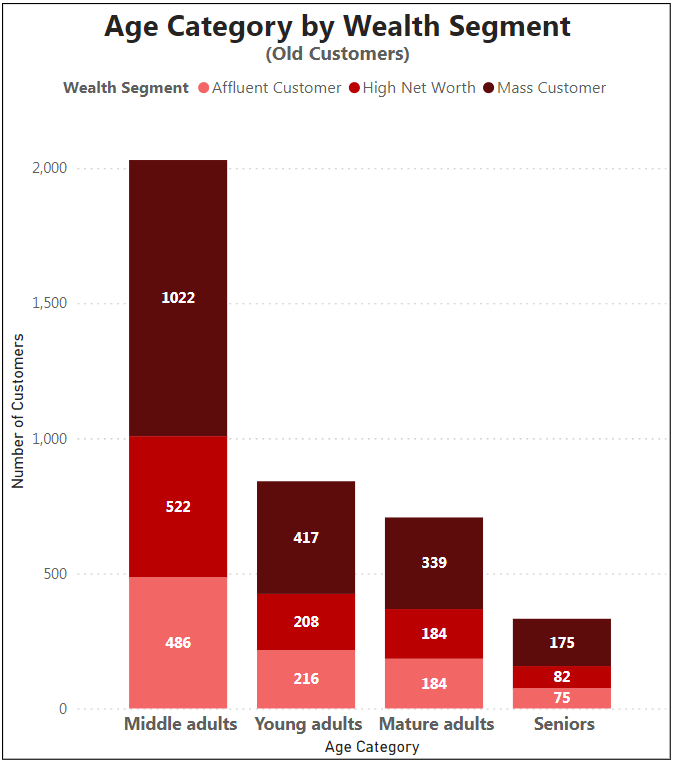 Age Category by Wealth Segment
(Old Customers)
Wealth Segment Affluent Customer High Net Worth Mass Customer
2,000
1,500
1,000
500
0
Number of Customers
1022
522
486
417
208
216
339
184
184
175
82
75
Middle adults Young adults Mature adults Seniors
Age Category